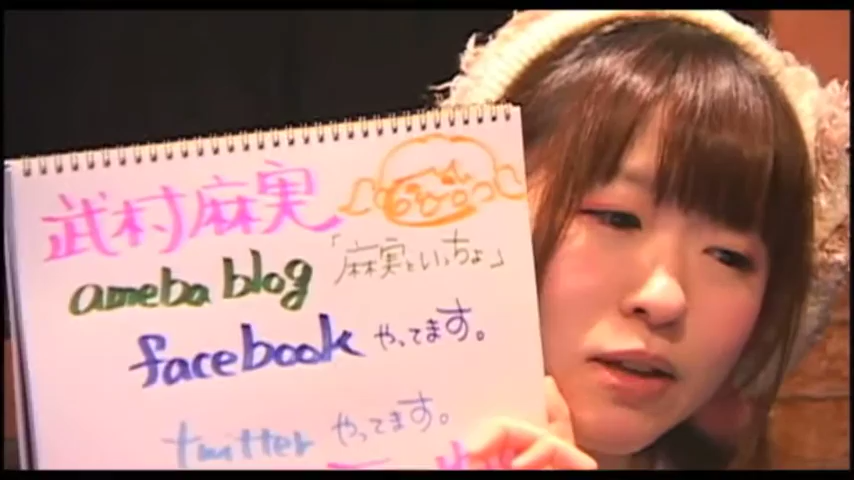 武村麻実
ameba blog「麻実といっちょ」
facebook やってます。
twitter やってます。